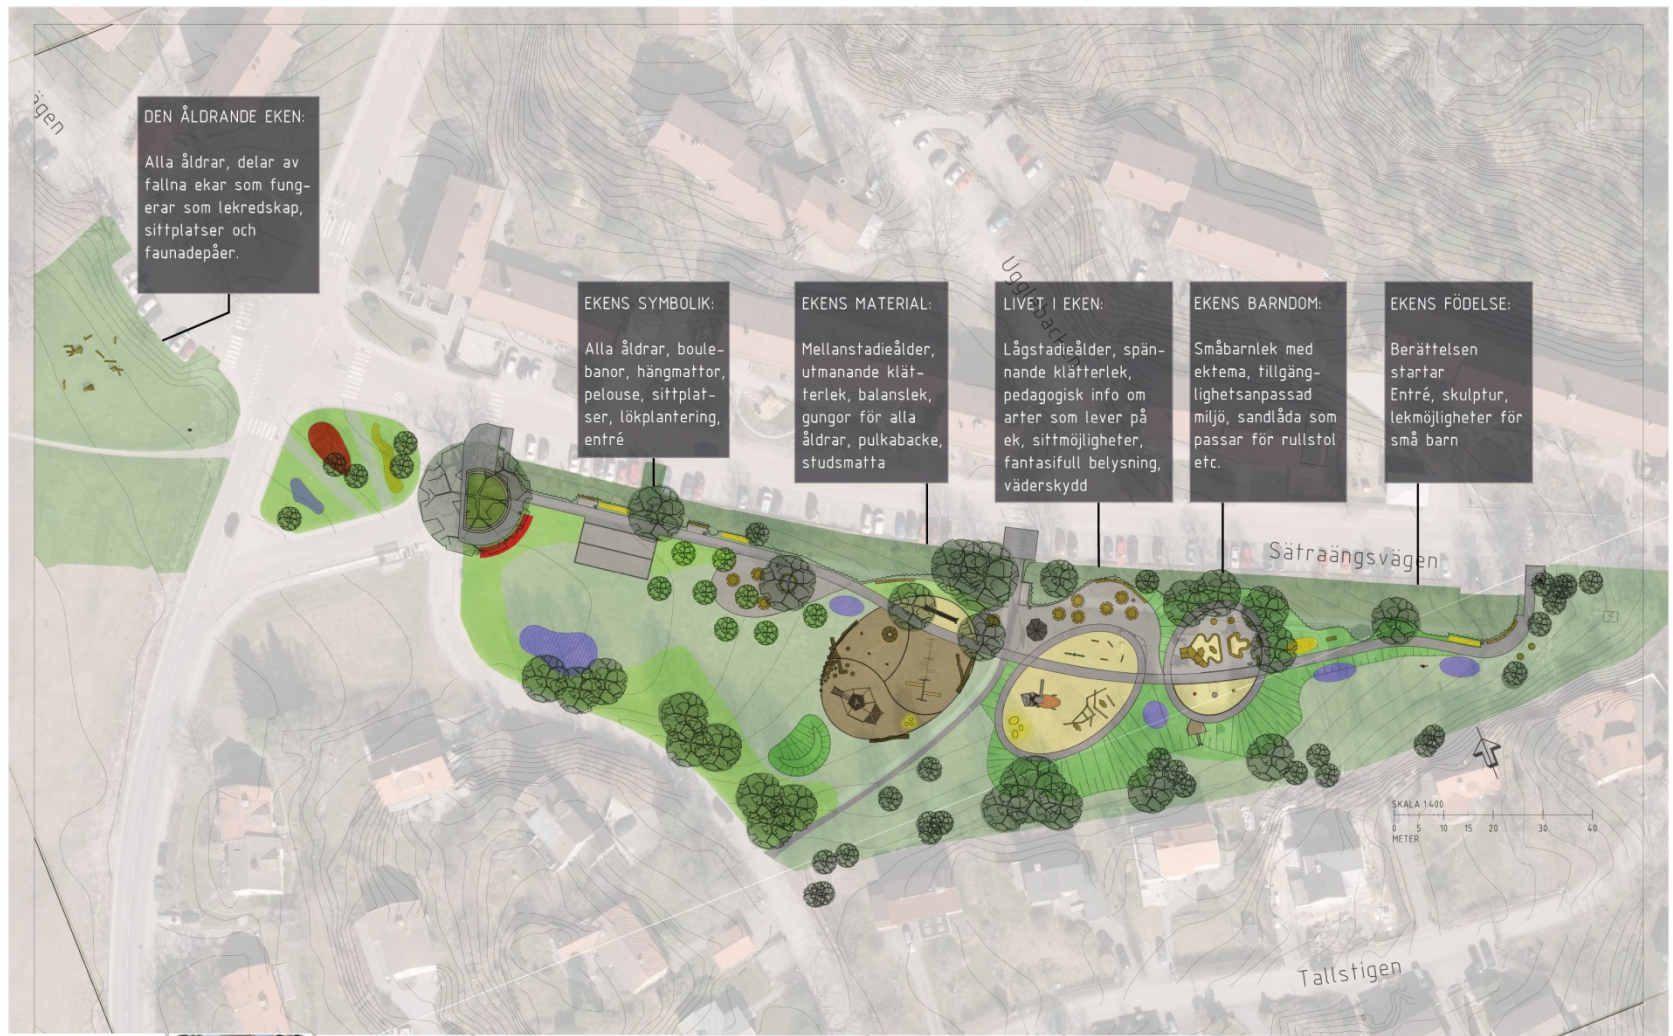 ägen
DEN ÅLDRANDE EKEN:
Alla åldrar, delar av
fallna ekar som fung-
erar som lekredskap,
sittplatser och
faunadepåer.
EKENS SYMBOLIK:
Alla åldrar, boule-
banor, hängmattor,
pelouse, sittplat-
ser, lökplantering,
entré
EKENS MATERIAL:
Mellanstadieålder,
utmanande klät-
terlek, balanslek,
gungor för alla
åldrar, pulkabacke,
studsmatta
LIVET I EKEN:
Lågstadieålder, spän-
nande klätterlek,
pedagogisk info om
arter som lever på
ek, sittmöjligheter,
fantasifull belysning,
väderskydd
EKENS BARNDOM:
Småbarnlek med
ektema, tillgäng-
lighetsanpassad
miljö, sandlåda som
passar för rullstol
etc.
EKENS FÖDELSE:
Berättelsen
startar
Entré, skulptur,
lekmöjligheter för
små barn
Sätraängsvägen
SKALA 1:400
0 5 10 15 20 30 40
METER
Tallstigen